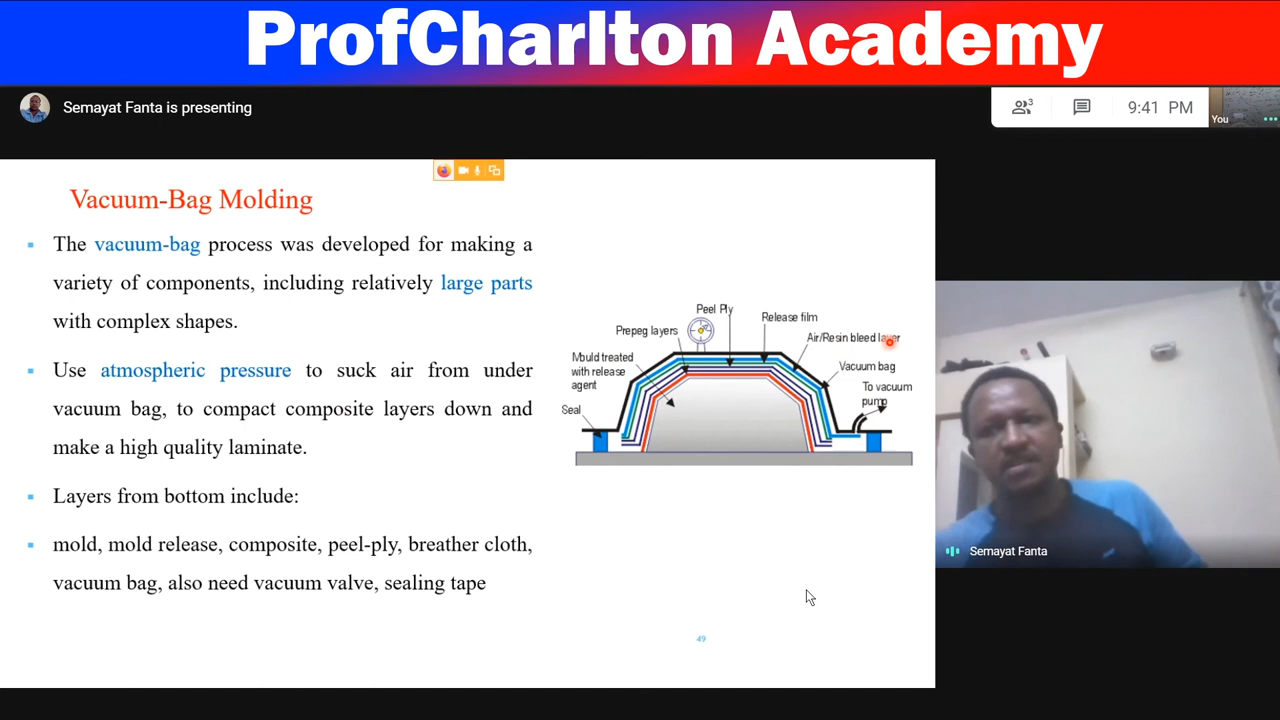 ProfCharlton Academy
Semayat Fanta is presenting
3
9:41 PM
You
Vacuum-Bag Molding
The vacuum-bag process was developed for making a
variety of components, including relatively large parts
with complex shapes.
Use atmospheric pressure to suck air from under
vacuum bag, to compact composite layers down and
make a high quality laminate.
Layers from bottom include:
mold, mold release, composite, peel-ply, breather cloth,
vacuum bag, also need vacuum valve, sealing tape
Peel Ply
Release film
Prepeg layers
Air/Resin bleed layer
Mould treated
with release
agent
Vacuum bag
To vacuum
pump
Seal
49
Semayat Fanta